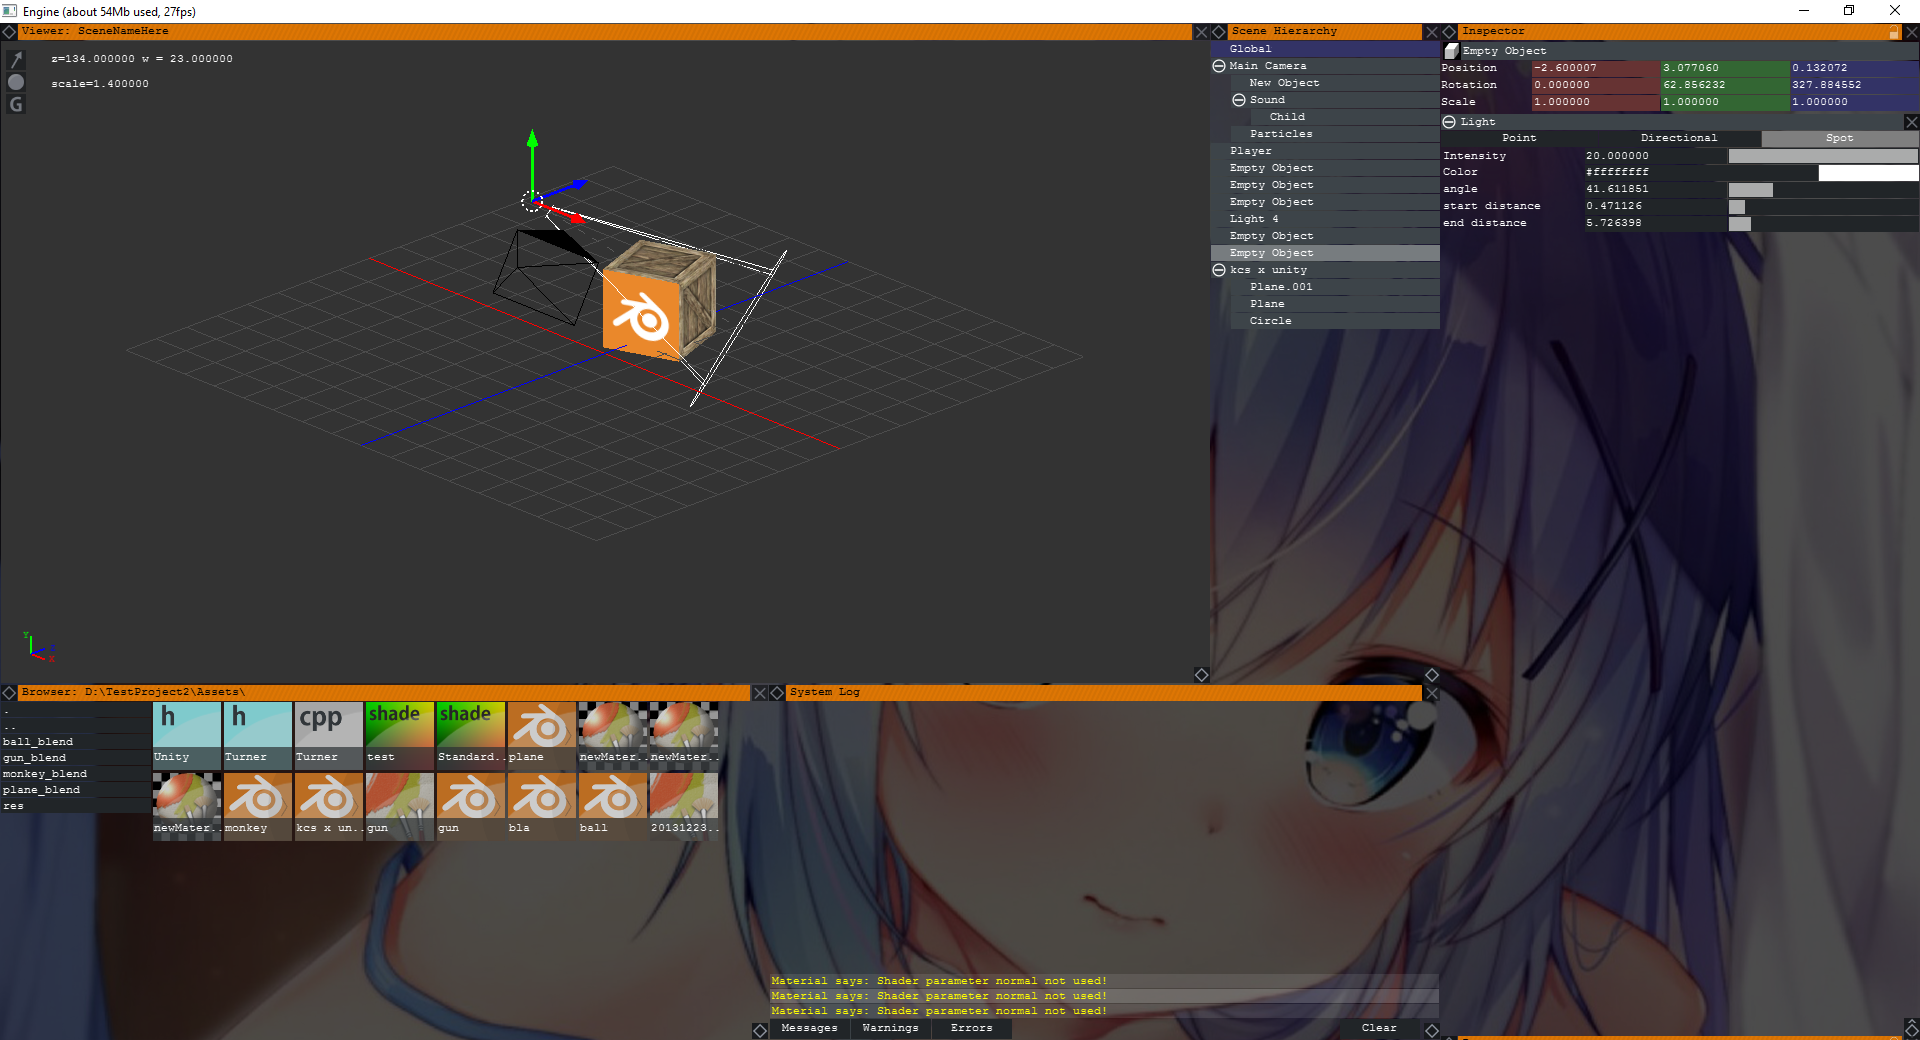 Engine (about 54Mb used, 27fps)
Viewer: SceneNameHere
z=134.000000 w = 23.000000
scale=1.400000
G
Y
Z
X
Scene Hierarchy
Global
Main Camera
New Object
Sound
Child
Particles
Player
Empty Object
Empty Object
Empty Object
Light 4
Empty Object
Empty Object
kcs x unity
Plane.001
Plane
Circle
Inspector
Empty Object
Position -2.600007 3.077060 0.132072
Rotation 0.000000 62.856232 327.884552
Scale 1.000000 1.000000 1.000000
Light
Point Directional Spot
Intensity 20.000000
Color #ffffffff
angle 41.611851
start distance 0.471126
end distance 5.726398
Browser: D:\TestProject2\Assets\
.
..
ball_blend
gun_blend
monkey_blend
plane_blend
res
h h cpp shade shade
Unity Turner Turner test Standard.. plane newMater.. newMater..
newMater.. monkey kcs x un.. gun gun bla ball 20131223..
System Log
Material says: Shader parameter normal not used!
Material says: Shader parameter normal not used!
Material says: Shader parameter normal not used!
Messages Warnings Errors Clear